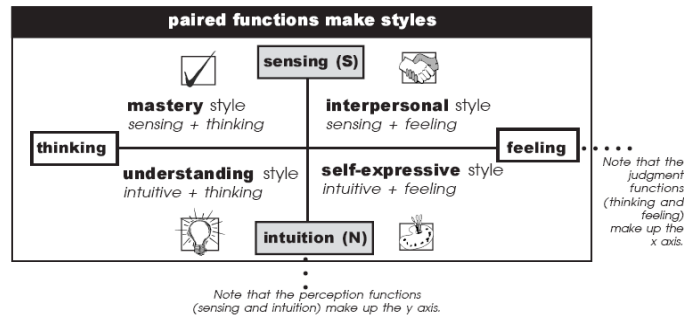 paired functions make styles
sensing (S)
mastery style
sensing + thinking
interpersonal style
sensing + feeling
thinking
feeling
understanding style
intuitive + thinking
self-expressive style
intuitive + feeling
intuition (N)
Note that the
judgment
functions
(thinking and
feeling)
make up the
x axis.
Note that the perception functions
(sensing and intuition) make up the y axis.